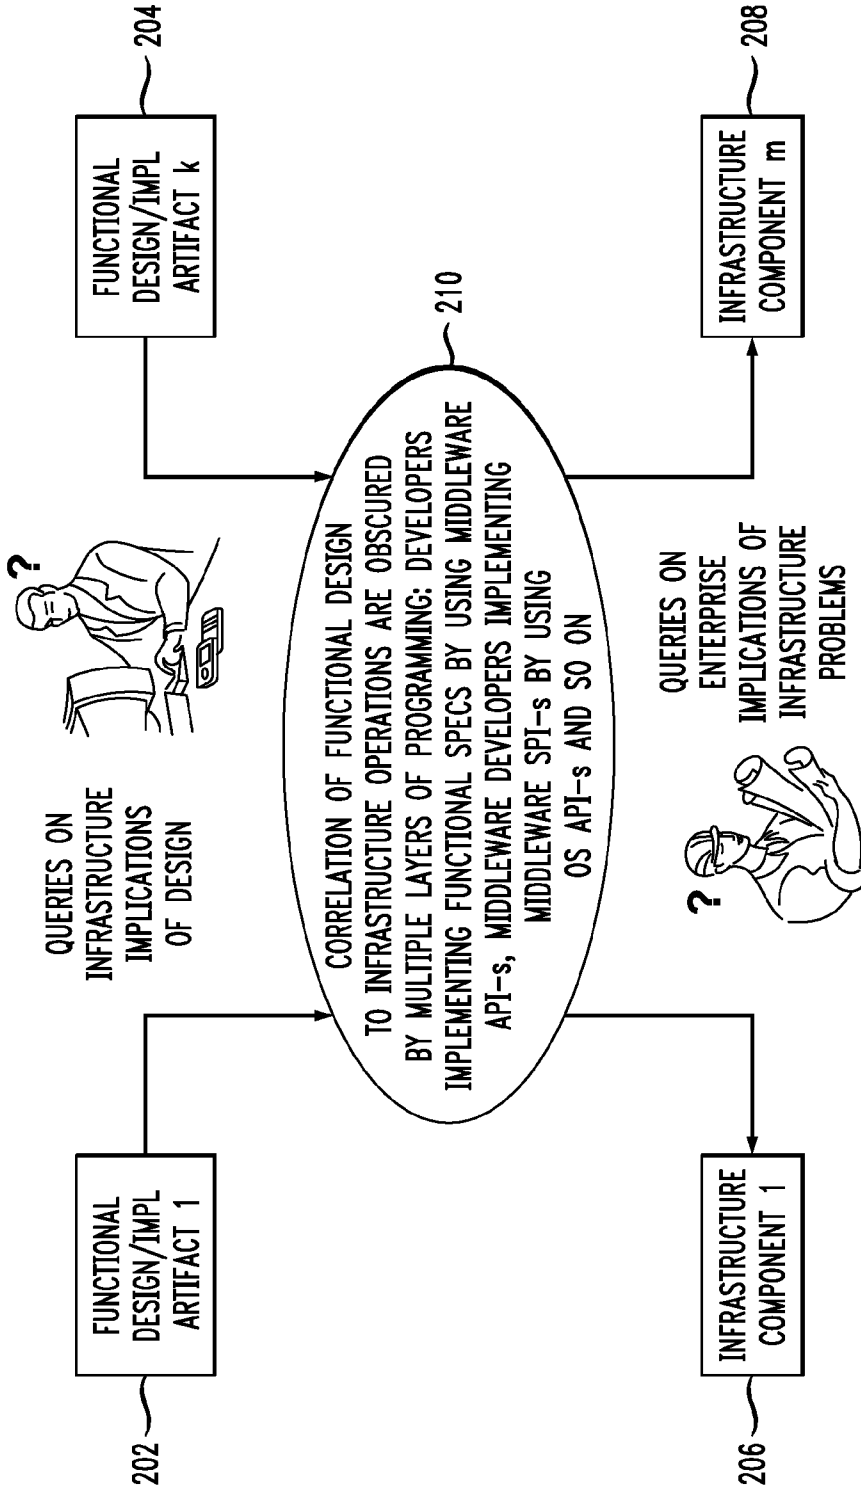 202
FUNCTIONAL
DESIGN/IMPL
ARTIFACT 1
QUERIES ON
INFRASTRUCTURE
IMPLICATIONS
OF DESIGN
?
FUNCTIONAL
DESIGN/IMPL
ARTIFACT k
204
CORRELATION OF FUNCTIONAL DESIGN
TO INFRASTRUCTURE OPERATIONS ARE OBSCURED
BY MULTIPLE LAYERS OF PROGRAMMING: DEVELOPERS
IMPLEMENTING FUNCTIONAL SPECS BY USING MIDDLEWARE
API-s, MIDDLEWARE DEVELOPERS IMPLEMENTING
MIDDLEWARE SPI-s BY USING
OS API-s AND SO ON
210
206
INFRASTRUCTURE
COMPONENT 1
?
QUERIES ON
ENTERPRISE
IMPLICATIONS OF
INFRASTRUCTURE
PROBLEMS
INFRASTRUCTURE
COMPONENT m
208